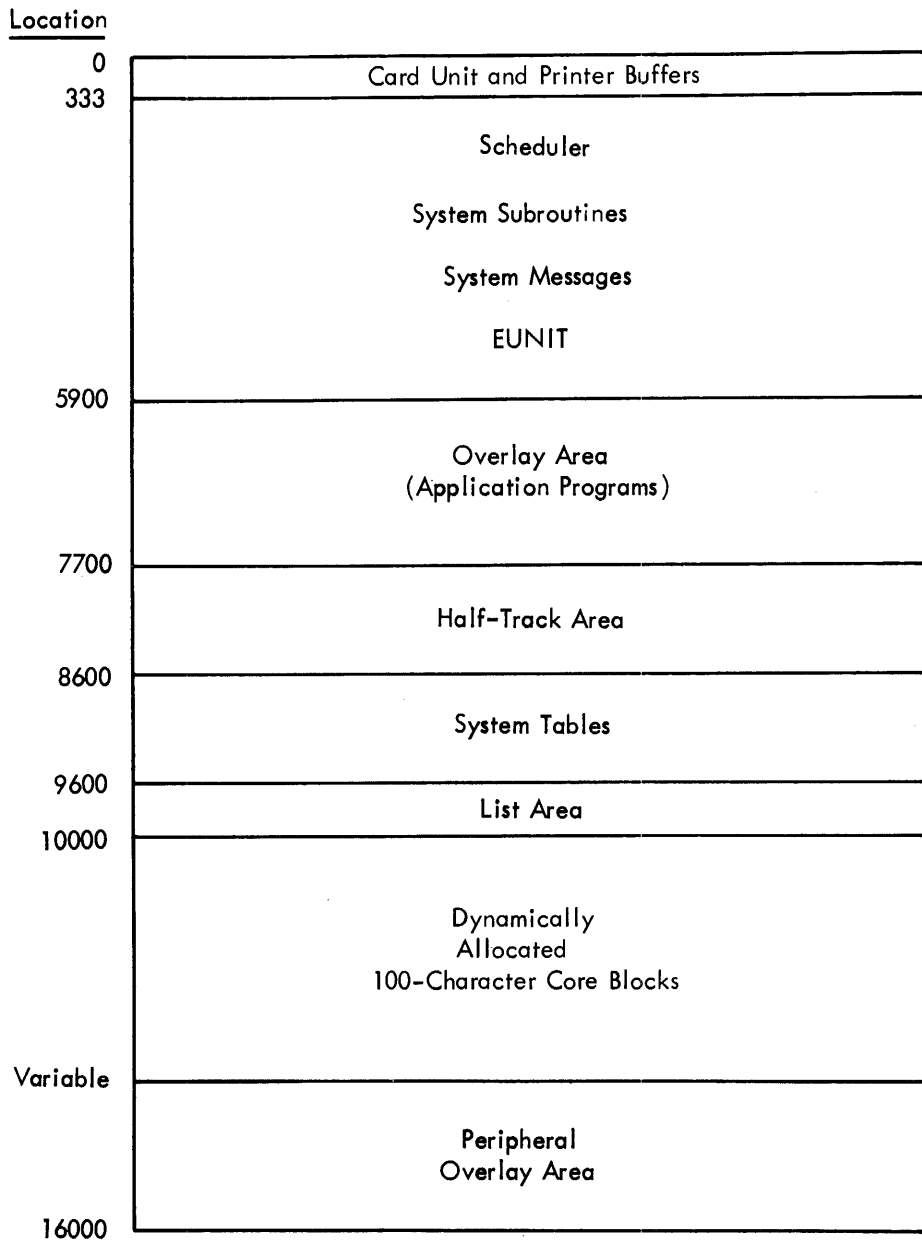 Location
0
Card Unit and Printer Buffers
333
Scheduler
System Subroutines
System Messages
EUNIT
5900
Overlay Area
(Application Programs)
7700
Half-Track Area
8600
System Tables
9600
List Area
10000
Dynamically
Allocated
100-Character Core Blocks
Variable
Peripheral
Overlay Area
16000